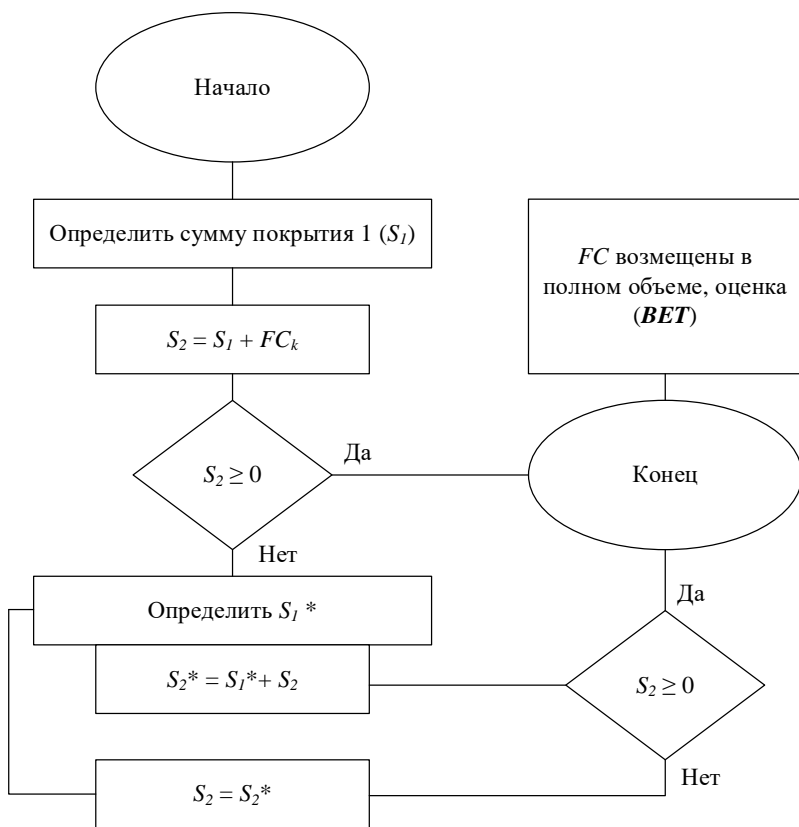 Начало
Определить сумму покрытия 1 (S₁)
FC возмещены в
полном объеме, оценка
(BET)
S₂ = S₁ + FCₖ
S₂ ≥ 0
Да
Конец
Нет
Определить S₁ *
Да
S₂* = S₁*+ S₂
S₂ ≥ 0
S₂ = S₂*
Нет